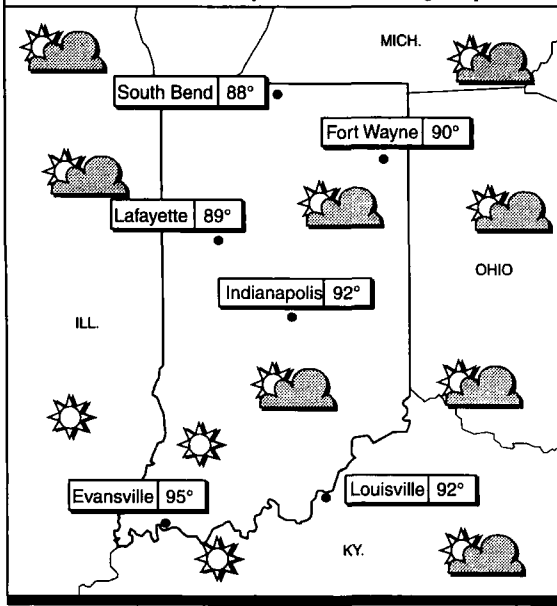 MICH.
South Bend 88°
Fort Wayne 90°
Lafayette 89°
OHIO
Indianapolis 92°
ILL.
Evansville 95°
Louisville 92°
KY.